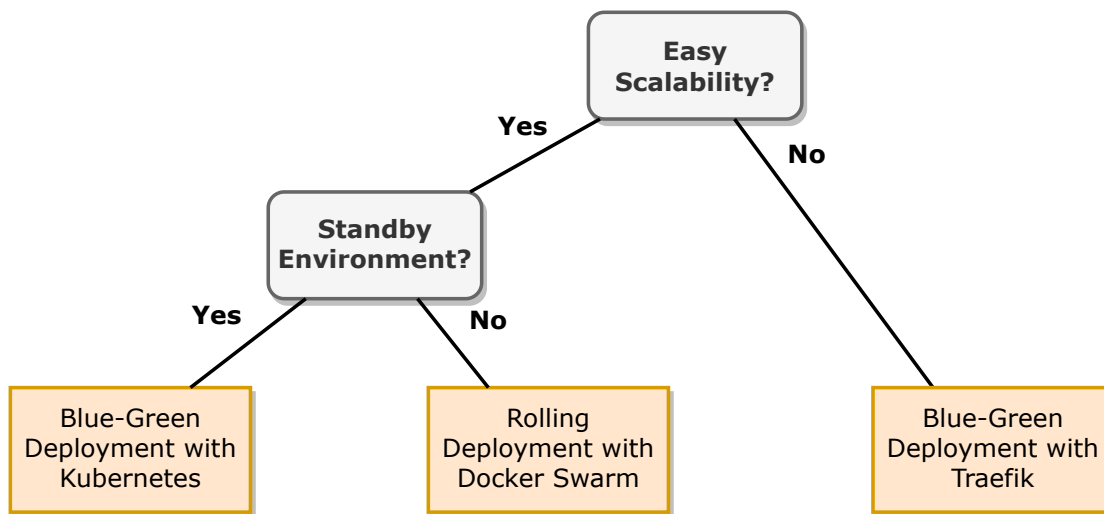 Easy
Scalability?
Yes
No
Standby
Environment?
Yes
No
Blue-Green
Deployment with
Kubernetes
Rolling
Deployment with
Docker Swarm
Blue-Green
Deployment with
Traefik